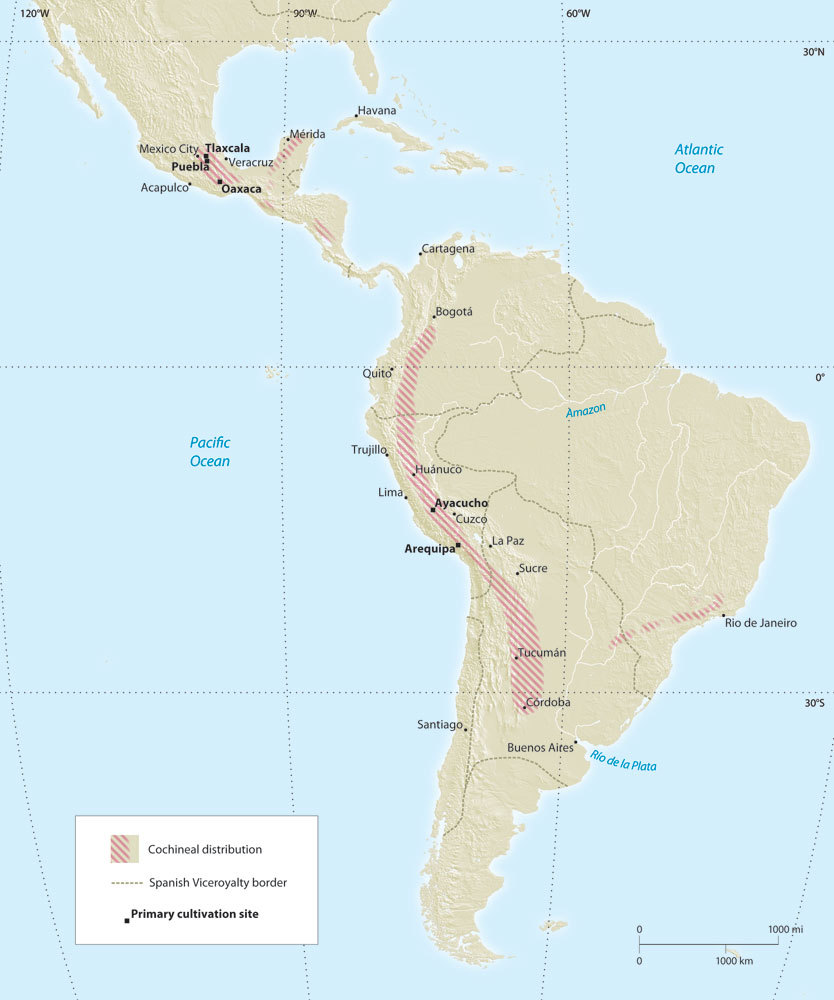 120°W
90°W
60°W
30°N
Havana
Mérida
Atlantic
Ocean
Mexico City
Tlaxcala
Puebla
Veracruz
Acapulco
Oaxaca
Cartagena
Bogotá
Quito
0°
Amazon
Pacific
Ocean
Trujillo
Huánuco
Lima
Ayacucho
Cuzco
Arequipa
La Paz
Sucre
Rio de Janeiro
Tucumán
Córdoba
30°S
Santiago
Buenos Aires
Río de la Plata
Cochineal distribution
Spanish Viceroyalty border
Primary cultivation site
0 1000 mi
0 1000 km